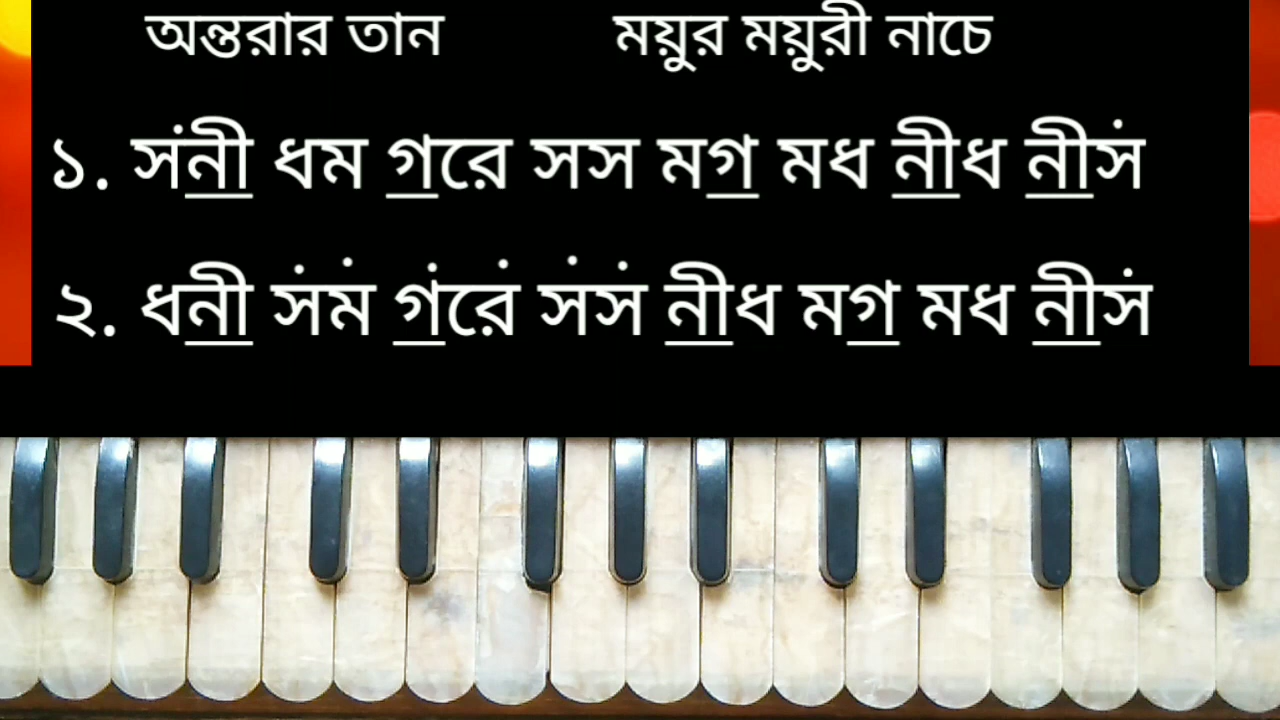 অন্তরার তান ময়ুর ময়ুরী নাচে
১. সংনী ধম গরে সস মগ মধ নীধ নীসং
২. ধনী সংমং গংরেং সংসং নীধ মগ মধ নীসং